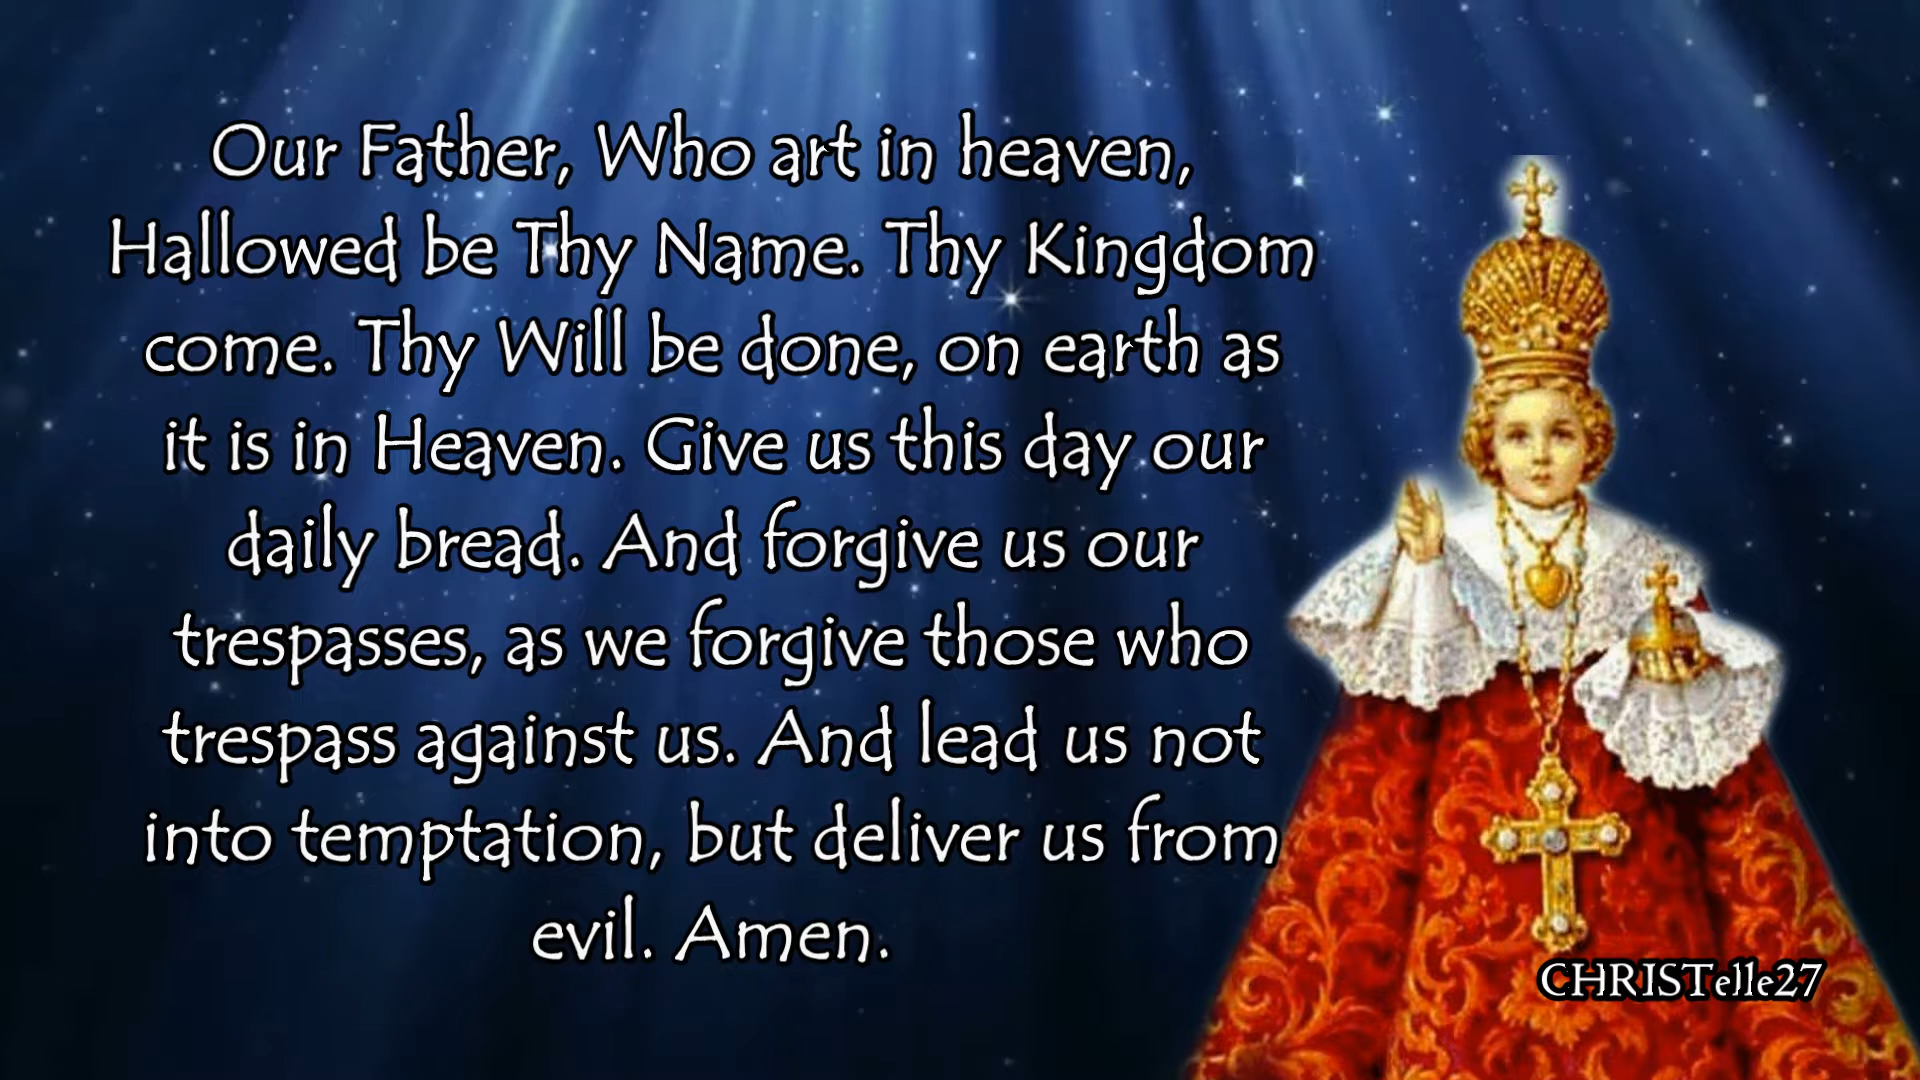 Our Father, Who art in heaven,
Hallowed be Thy Name. Thy Kingdom
come. Thy Will be done, on earth as
it is in Heaven. Give us this day our
daily bread. And forgive us our
trespasses, as we forgive those who
trespass against us. And lead us not
into temptation, but deliver us from
evil. Amen.
CHRISTelle27